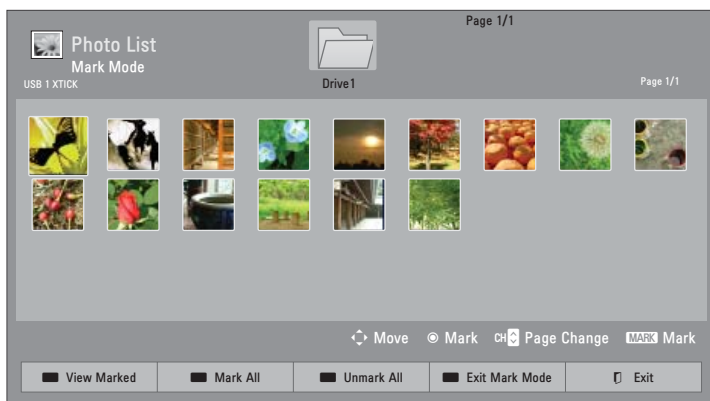 Page 1/1
Photo List
Mark Mode
USB 1 XTICK
Drive1
Page 1/1
Move Mark CH Page Change MARK Mark
View Marked Mark All Unmark All Exit Mark Mode Exit